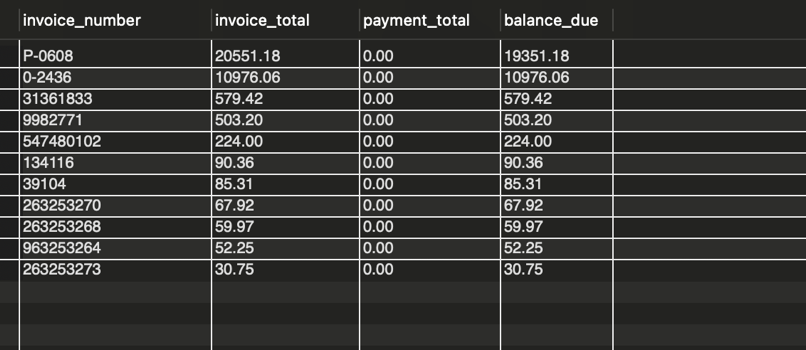 invoice_number invoice_total payment_total balance_due
P-0608 20551.18 0.00 19351.18
0-2436 10976.06 0.00 10976.06
31361833 579.42 0.00 579.42
9982771 503.20 0.00 503.20
547480102 224.00 0.00 224.00
134116 90.36 0.00 90.36
39104 85.31 0.00 85.31
263253270 67.92 0.00 67.92
263253268 59.97 0.00 59.97
963253264 52.25 0.00 52.25
263253273 30.75 0.00 30.75